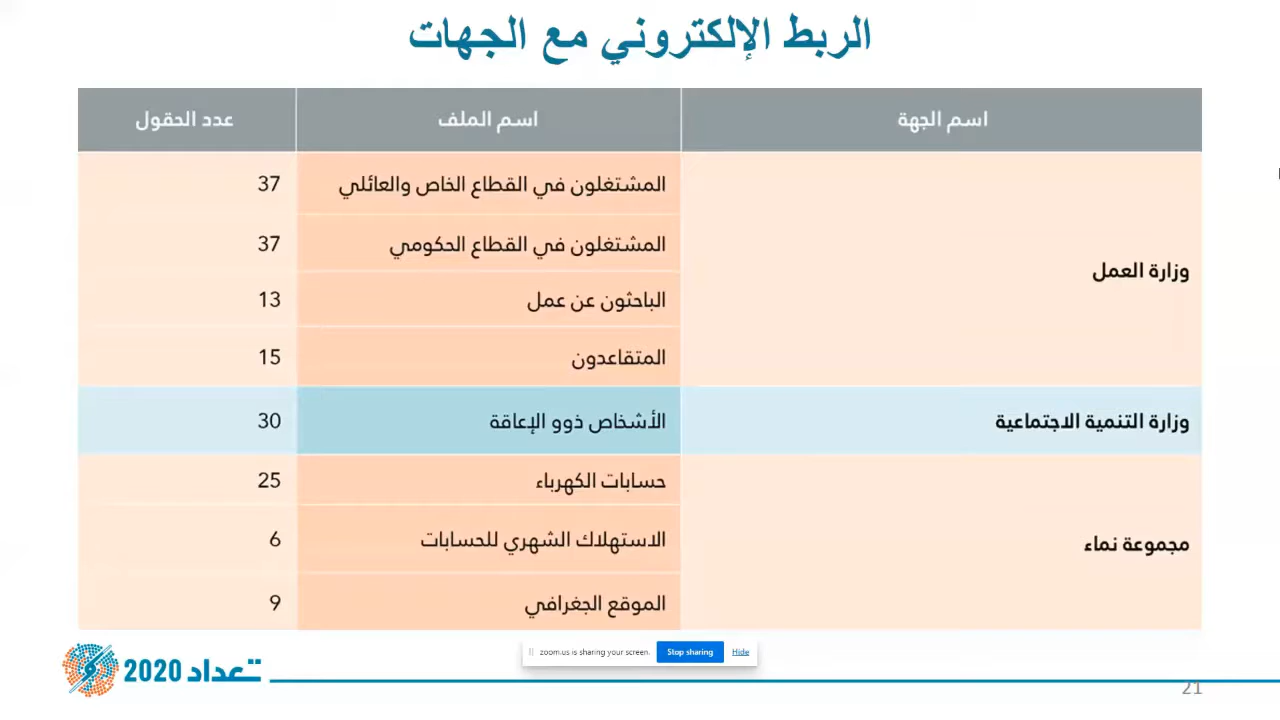 الربط الإلكتروني مع الجهات
اسم الجهة اسم الملف عدد الحقول
وزارة العمل
المشتغلون في القطاع الخاص والعائلي 37
المشتغلون في القطاع الحكومي 37
الباحثون عن عمل 13
المتقاعدون 15
وزارة التنمية الاجتماعية الأشخاص ذوو الإعاقة 30
مجموعة نماء
حسابات الكهرباء 25
الاستهلاك الشهري للحسابات 6
الموقع الجغرافي 9
zoom.us is sharing your screen. Stop sharing Hide
تعداد 2020
21